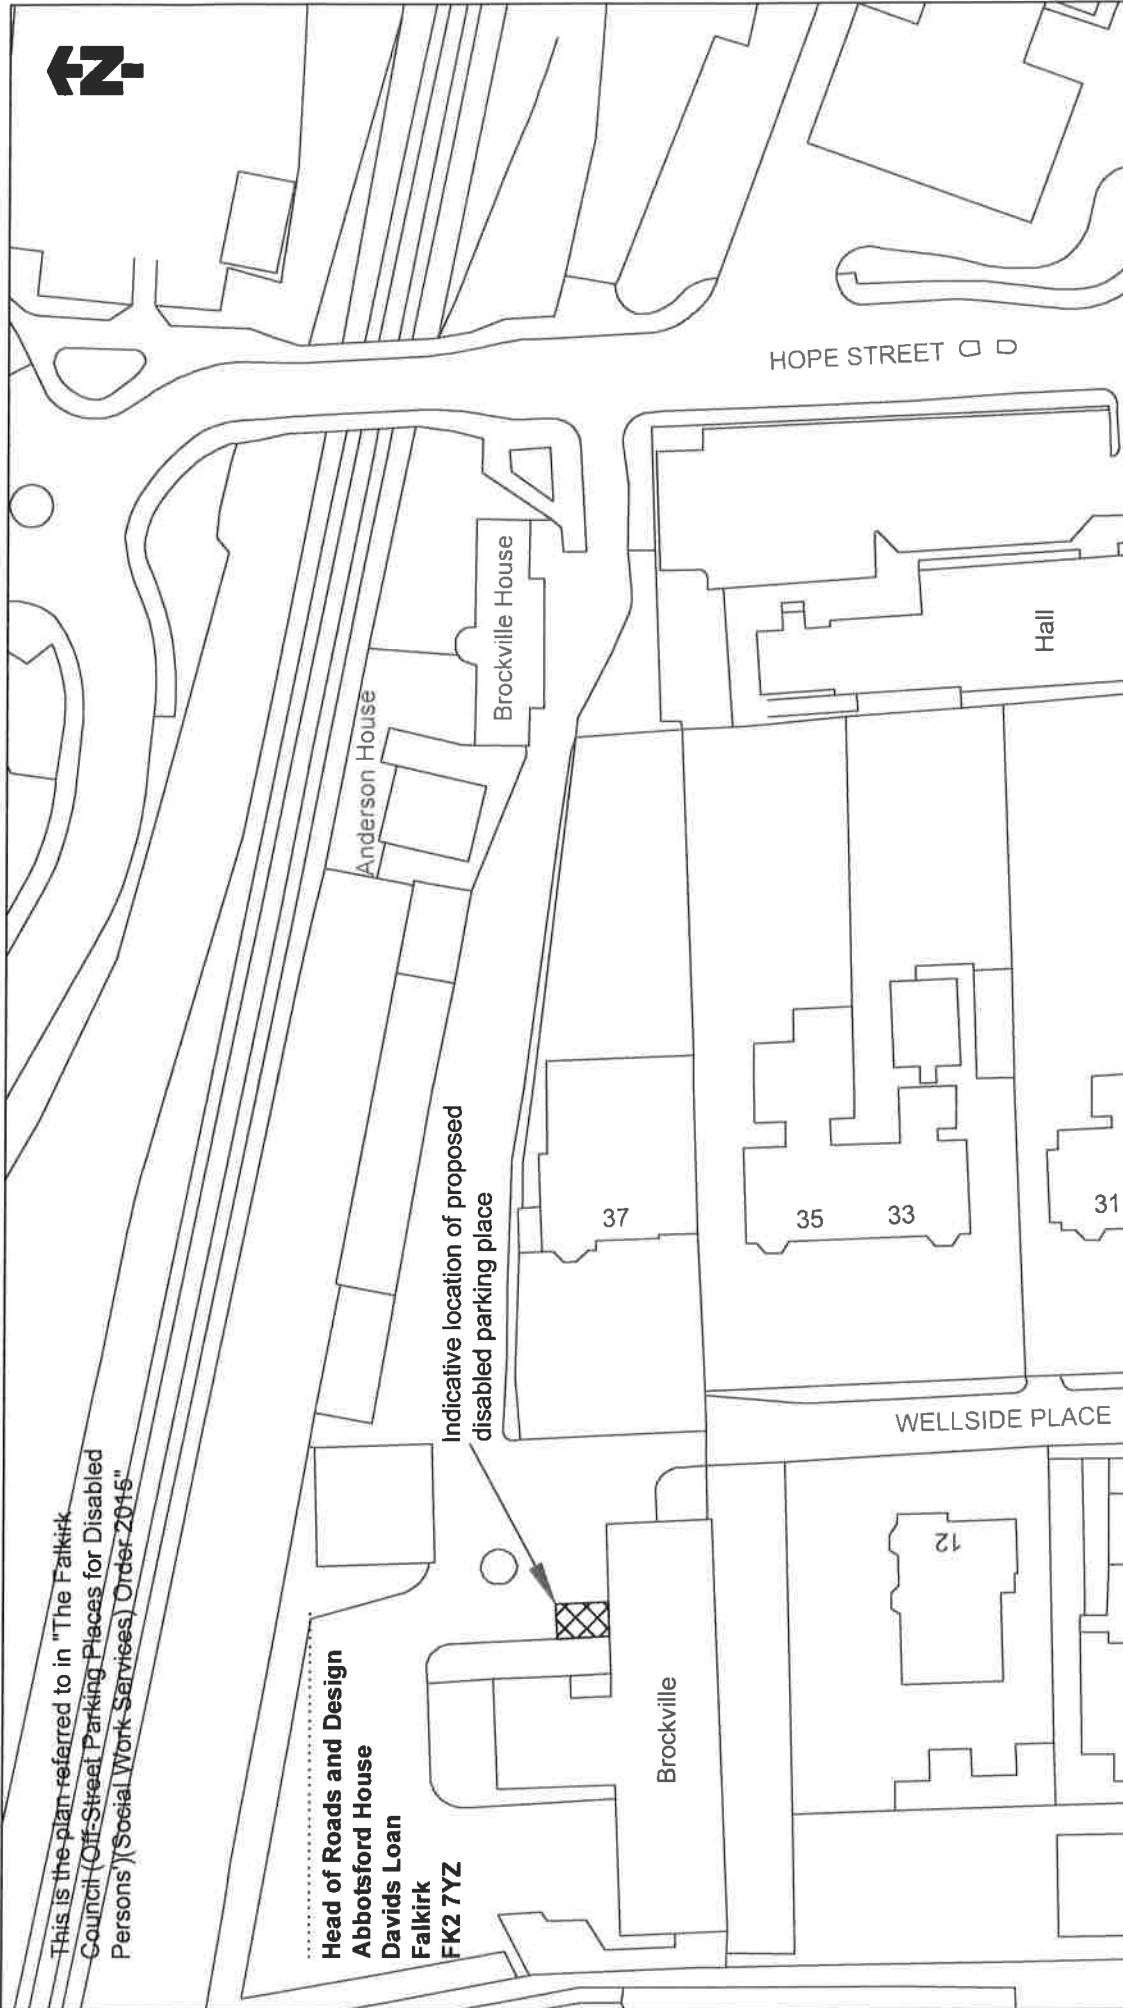 This is the plan referred to in "The Falkirk
Council (Off-Street Parking Places for Disabled
Persons')(Social Work Services) Order 2015"
Head of Roads and Design
Abbotsford House
Davids Loan
Falkirk
FK2 7YZ
Indicative location of proposed
disabled parking place
Anderson House
Brockville House
HOPE STREET
Hall
37
35
33
31
WELLSIDE PLACE
12
Brockville
N